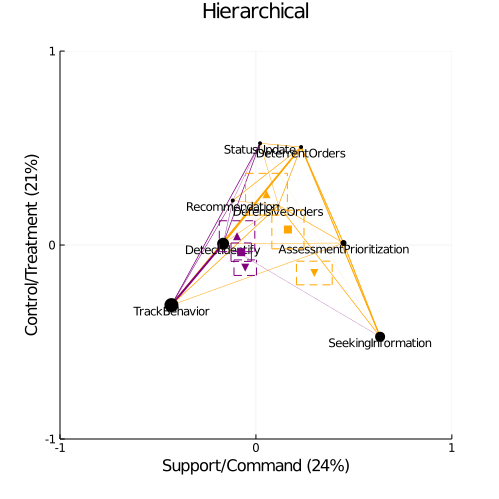 Hierarchical
1
StatusUpdate
DeterrentOrders
Recommendation
DefensiveOrders
0
DetectIdentify
AssessmentPrioritization
TrackBehavior
SeekingInformation
-1
-1
0
1
Control/Treatment (21%)
Support/Command (24%)